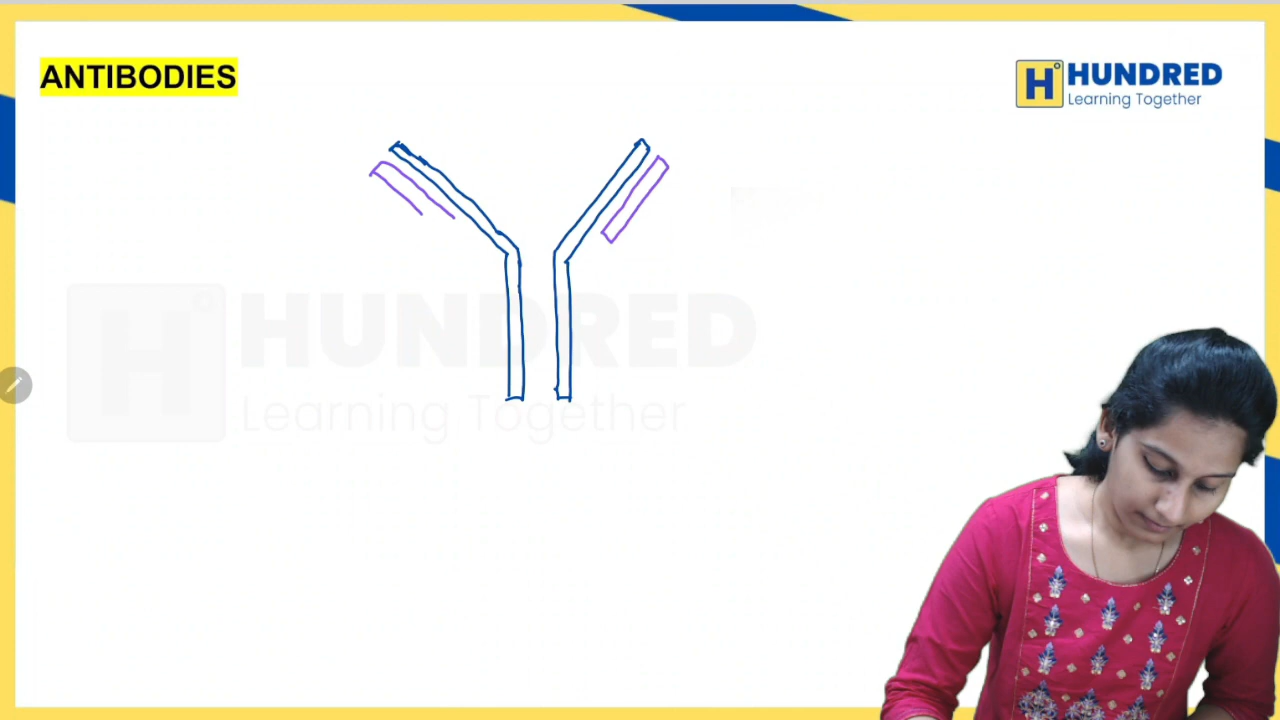 ANTIBODIES
HUNDRED
Learning Together
HUNDRED
Learning Together